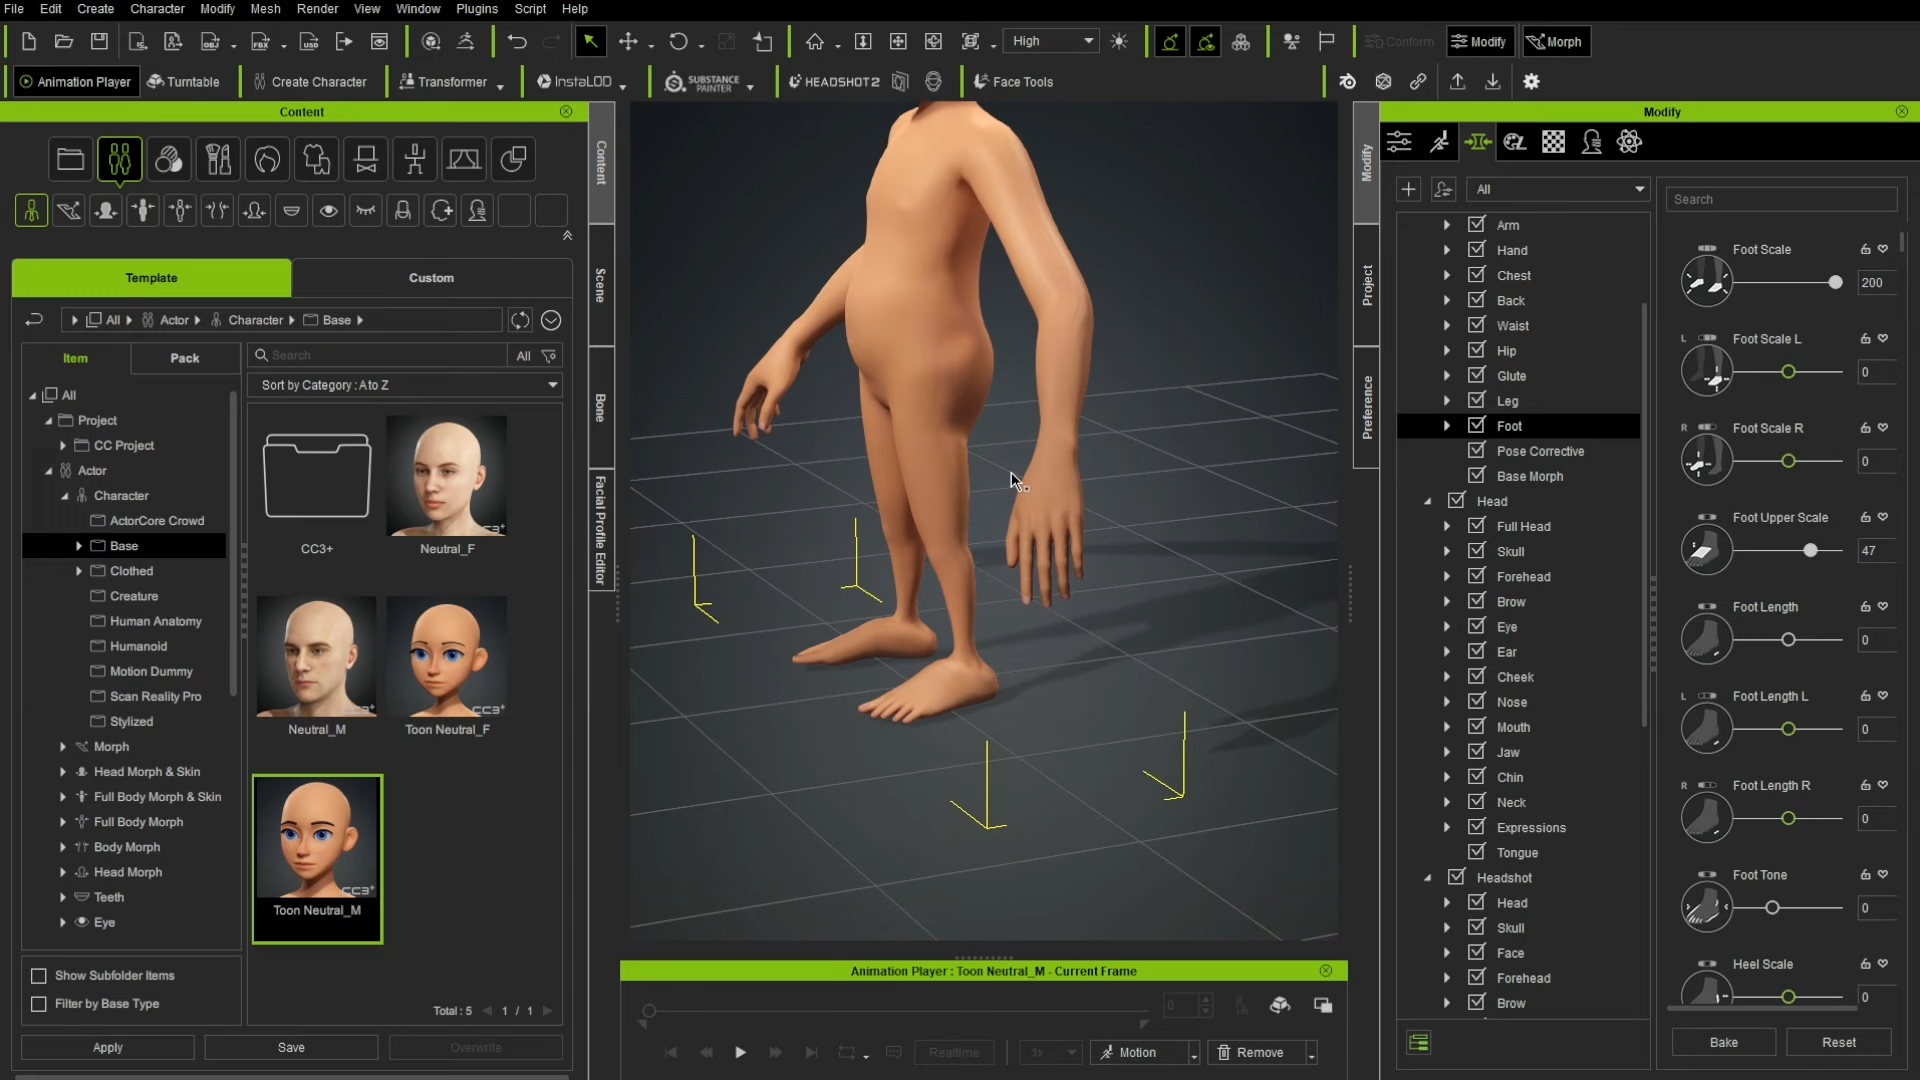 File Edit Create Character Modify Mesh Render View Window Plugins Script Help
High Conform Modify Morph
Animation Player Turntable Create Character Transformer InstaLOD SUBSTANCE PAINTER HEADSHOT 2 Face Tools
Content
Template Custom
All Actor Character Base
Item Pack
Search All
Sort by Category : A to Z
All
Project
CC Project
Actor
Character
ActorCore Crowd
Base
Clothed
Creature
Human Anatomy
Humanoid
Motion Dummy
Scan Reality Pro
Stylized
Morph
Head Morph & Skin
Full Body Morph & Skin
Full Body Morph
Body Morph
Head Morph
Teeth
Eye
CC3+
CC3+
Neutral_F
CC3+
Neutral_M
CC3+
Toon Neutral_F
CC3+
Toon Neutral_M
Show Subfolder Items
Filter by Base Type
Total : 5 1 / 1
Apply Save Overwrite
Content
Scene
Bone
Facial Profile Editor
Animation Player : Toon Neutral_M - Current Frame
0
Realtime 1x Motion Remove
Modify
Project
Preference
Modify
All
Arm
Hand
Chest
Back
Waist
Hip
Glute
Leg
Foot
Pose Corrective
Base Morph
Head
Full Head
Skull
Forehead
Brow
Eye
Ear
Cheek
Nose
Mouth
Jaw
Chin
Neck
Expressions
Tongue
Headshot
Head
Skull
Face
Forehead
Brow
Search
Foot Scale
200
L Foot Scale L
0
R Foot Scale R
0
Foot Upper Scale
47
Foot Length
0
L Foot Length L
0
R Foot Length R
0
Foot Tone
0
Heel Scale
0
Bake Reset